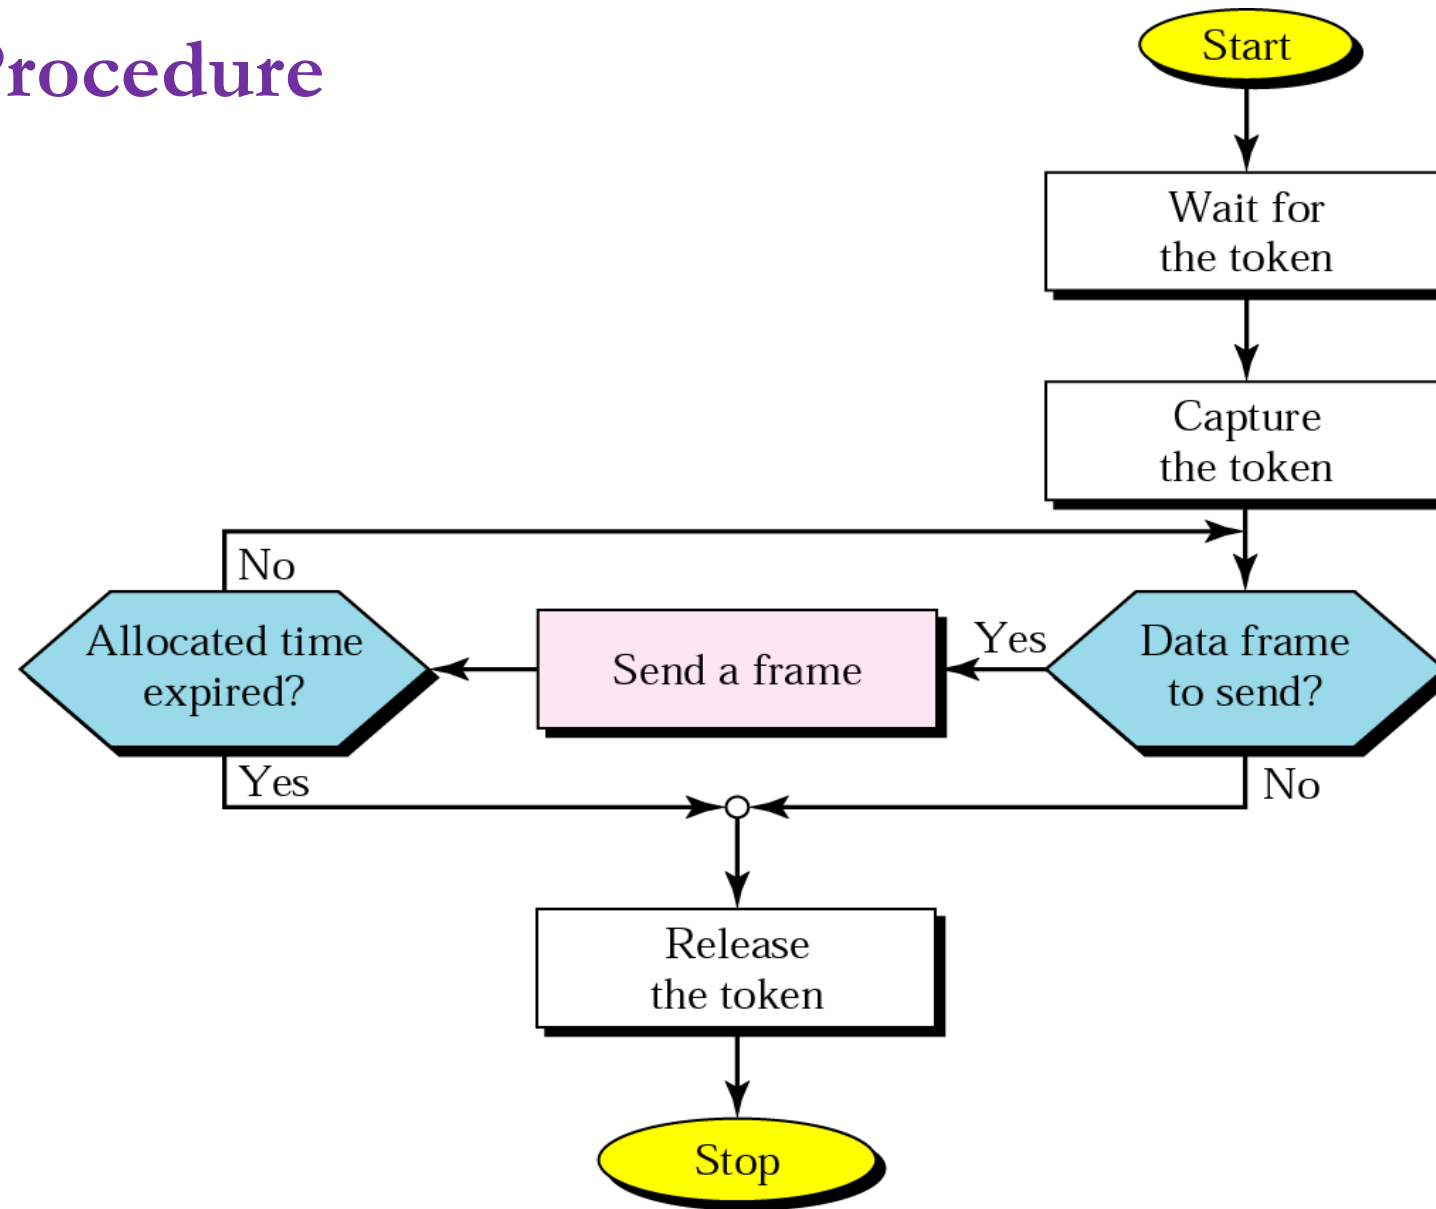 Procedure
Start
Wait for
the token
Capture
the token
No
Allocated time
expired?
Send a frame
Yes
Data frame
to send?
Yes
No
Release
the token
Stop